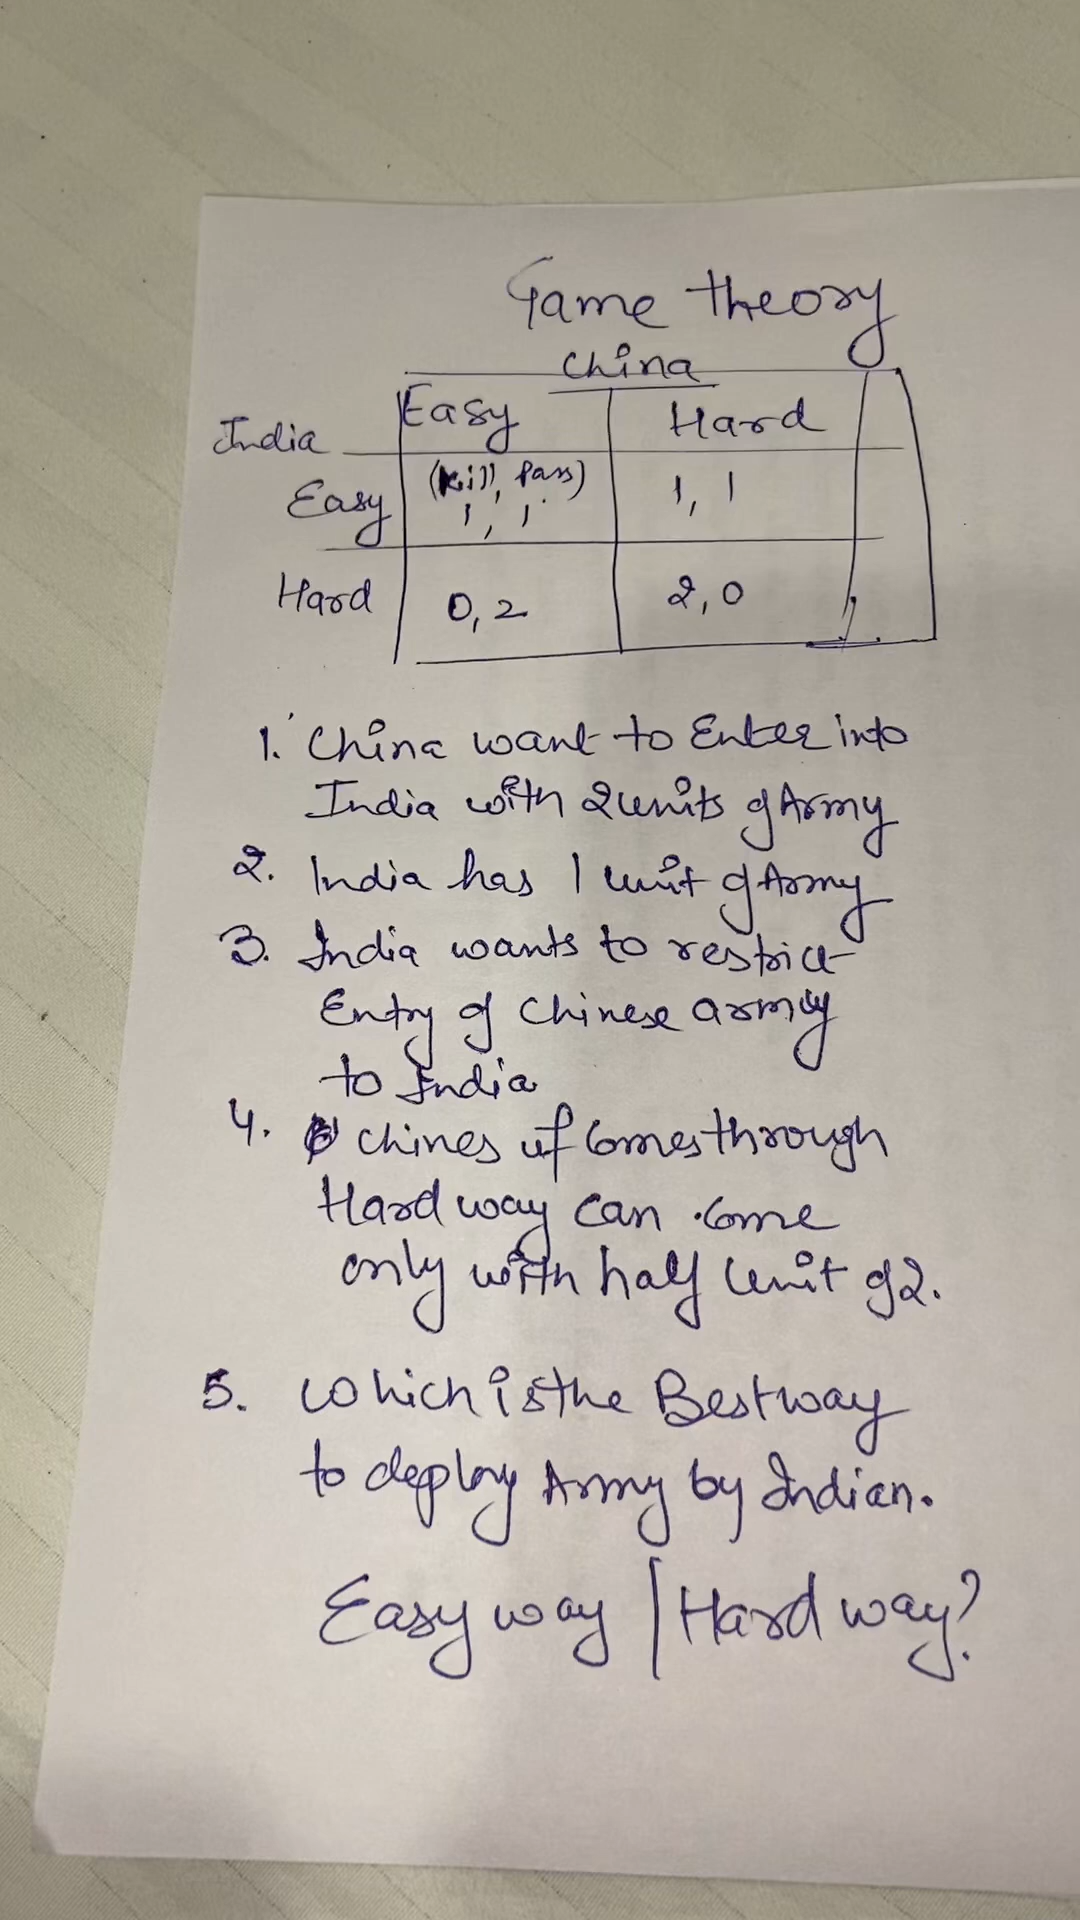 Game theory
China
India Easy Hard
Easy (kill, Pass) 1, 1
1, 1
Hard 0, 2 2, 0
1. China want to Enter into
India with 2 units of Army
2. India has 1 unit of Army
3. India wants to restrict
Entry of Chinese army
to India
4. Chines if Comes through
Hard way can come
only with half Unit of 2.
5. Which is the Best way
to deploy Army by Indian.
Easy way / Hard way?